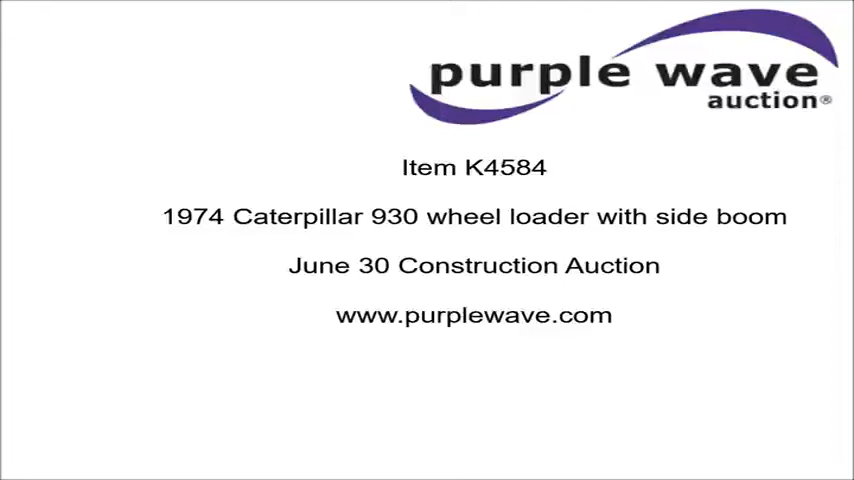 purple wave
auction®
Item K4584
1974 Caterpillar 930 wheel loader with side boom
June 30 Construction Auction
www.purplewave.com